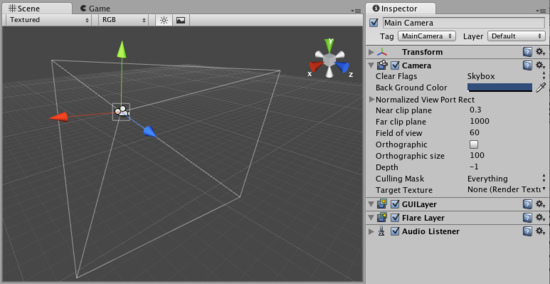 Scene
Game
Inspector
Textured
RGB
Main Camera
Tag MainCamera Layer Default
Transform
Camera
Clear Flags Skybox
Back Ground Color
Normalized View Port Rect
Near clip plane 0.3
Far clip plane 1000
Field of view 60
Orthographic
Orthographic size 100
Depth -1
Culling Mask Everything
Target Texture None (Render Textu
GUILayer
Flare Layer
Audio Listener
y
x
z